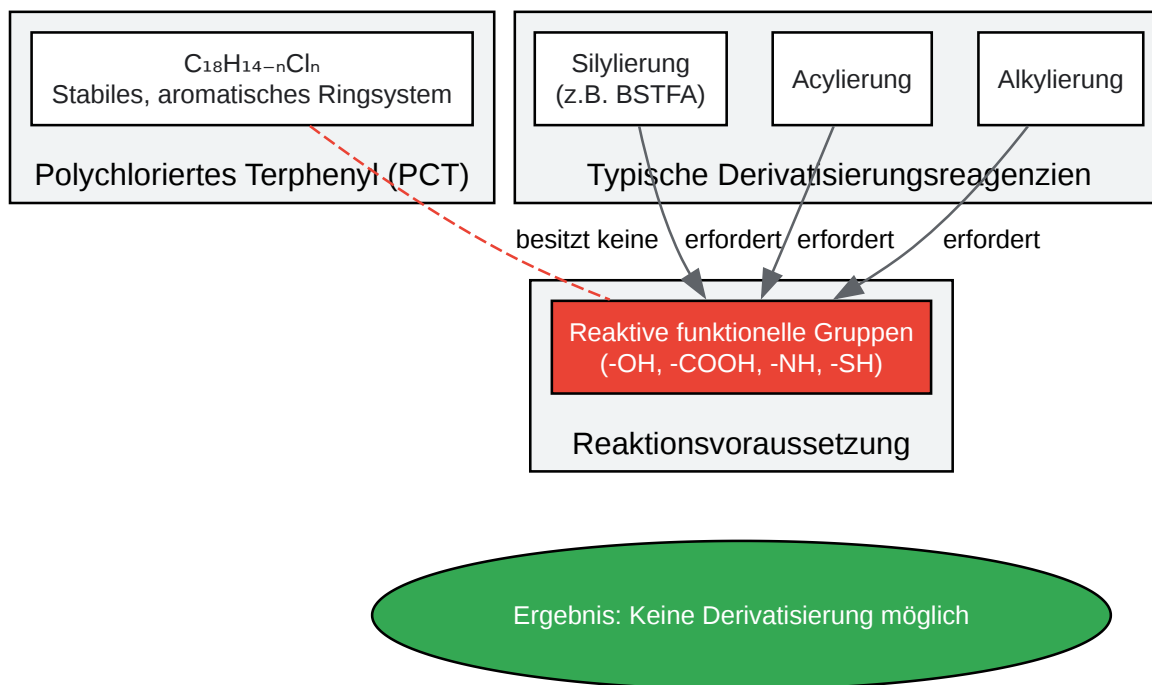 C₁₈H₁₄₋ₙClₙ
Stabiles, aromatisches Ringsystem
Polychloriertes Terphenyl (PCT)
Silylierung
(z.B. BSTFA)
Acylierung
Alkylierung
Typische Derivatisierungsreagenzien
besitzt keine
erfordert
erfordert
erfordert
Reaktive funktionelle Gruppen
(-OH, -COOH, -NH, -SH)
Reaktionsvoraussetzung
Ergebnis: Keine Derivatisierung möglich